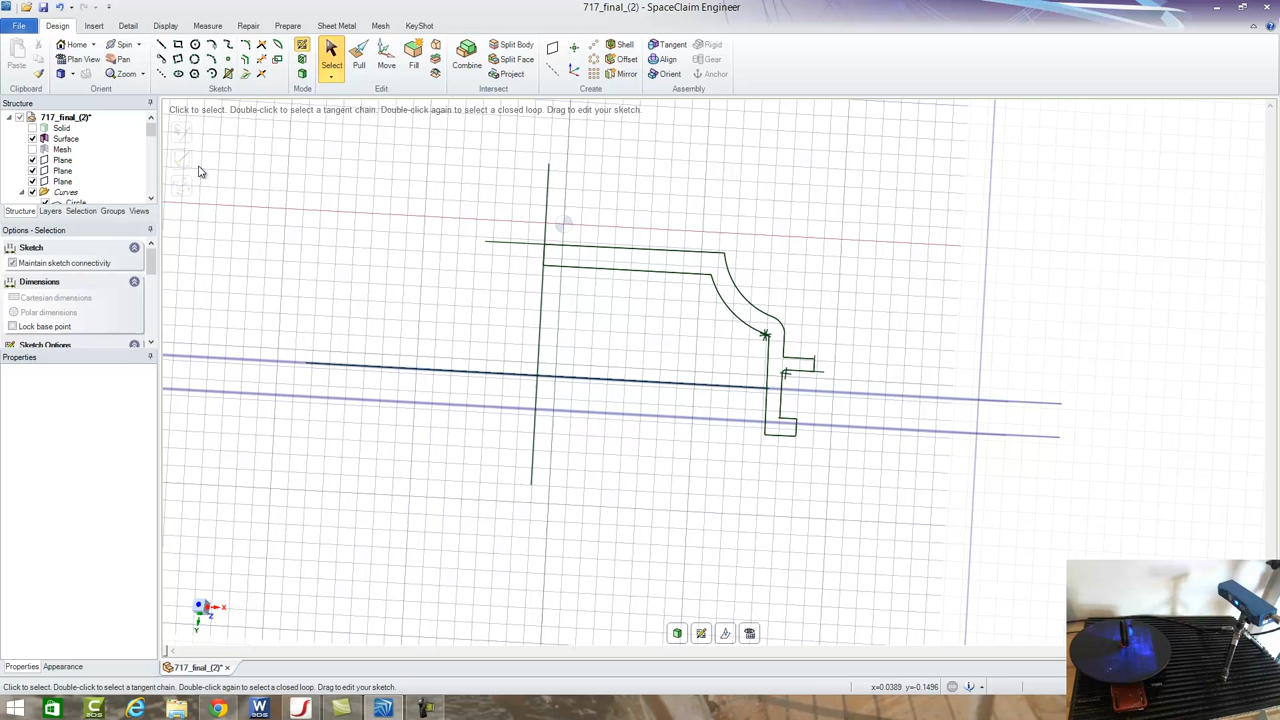 717_final_(2) - SpaceClaim Engineer
File
Design
Insert
Detail
Display
Measure
Repair
Prepare
Sheet Metal
Mesh
KeyShot
Paste
Home
Spin
Plan View
Pan
Zoom
Select
Pull
Move
Fill
Combine
Split Body
Split Face
Project
Shell
Offset
Mirror
Tangent
Rigid
Align
Gear
Orient
Anchor
Clipboard
Orient
Sketch
Mode
Edit
Intersect
Create
Assembly
Structure
Click to select. Double-click to select a tangent chain. Double-click again to select a closed loop. Drag to edit your sketch.
717_final_(2)*
Solid
Surface
Mesh
Plane
Plane
Plane
Curves
Circle
Structure Layers Selection Groups Views
Options - Selection
Sketch
Maintain sketch connectivity
Dimensions
Cartesian dimensions
Polar dimensions
Lock base point
Sketch Options
Properties
X
Z
Y
Properties Appearance
717_final_(2)*
Click to select. Double-click to select a tangent chain. Double-click again to select a closed loop. Drag to edit your sketch.
x=0.0389 y=-0.1496